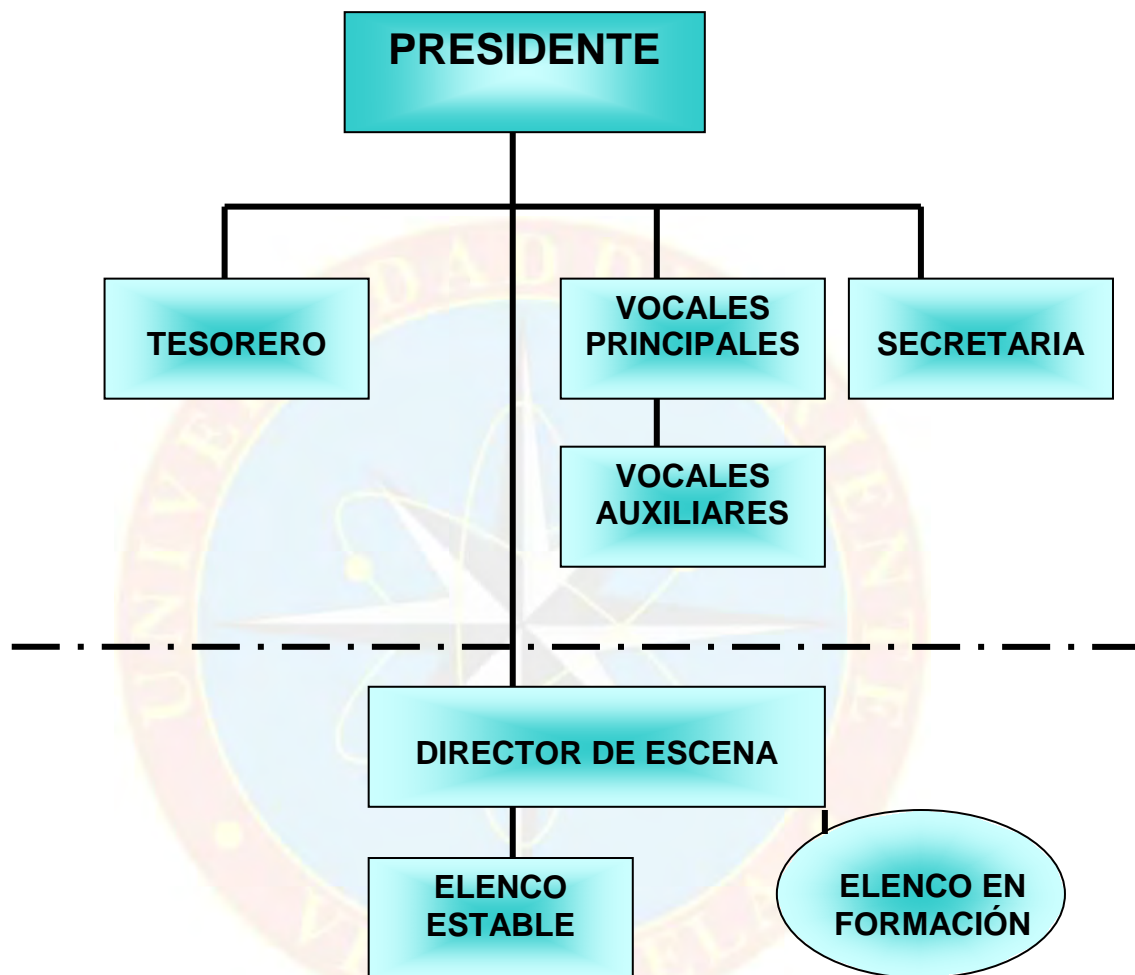 PRESIDENTE
TESORERO
VOCALES
PRINCIPALES
SECRETARIA
VOCALES
AUXILIARES
DIRECTOR DE ESCENA
ELENCO
ESTABLE
ELENCO EN
FORMACIÓN